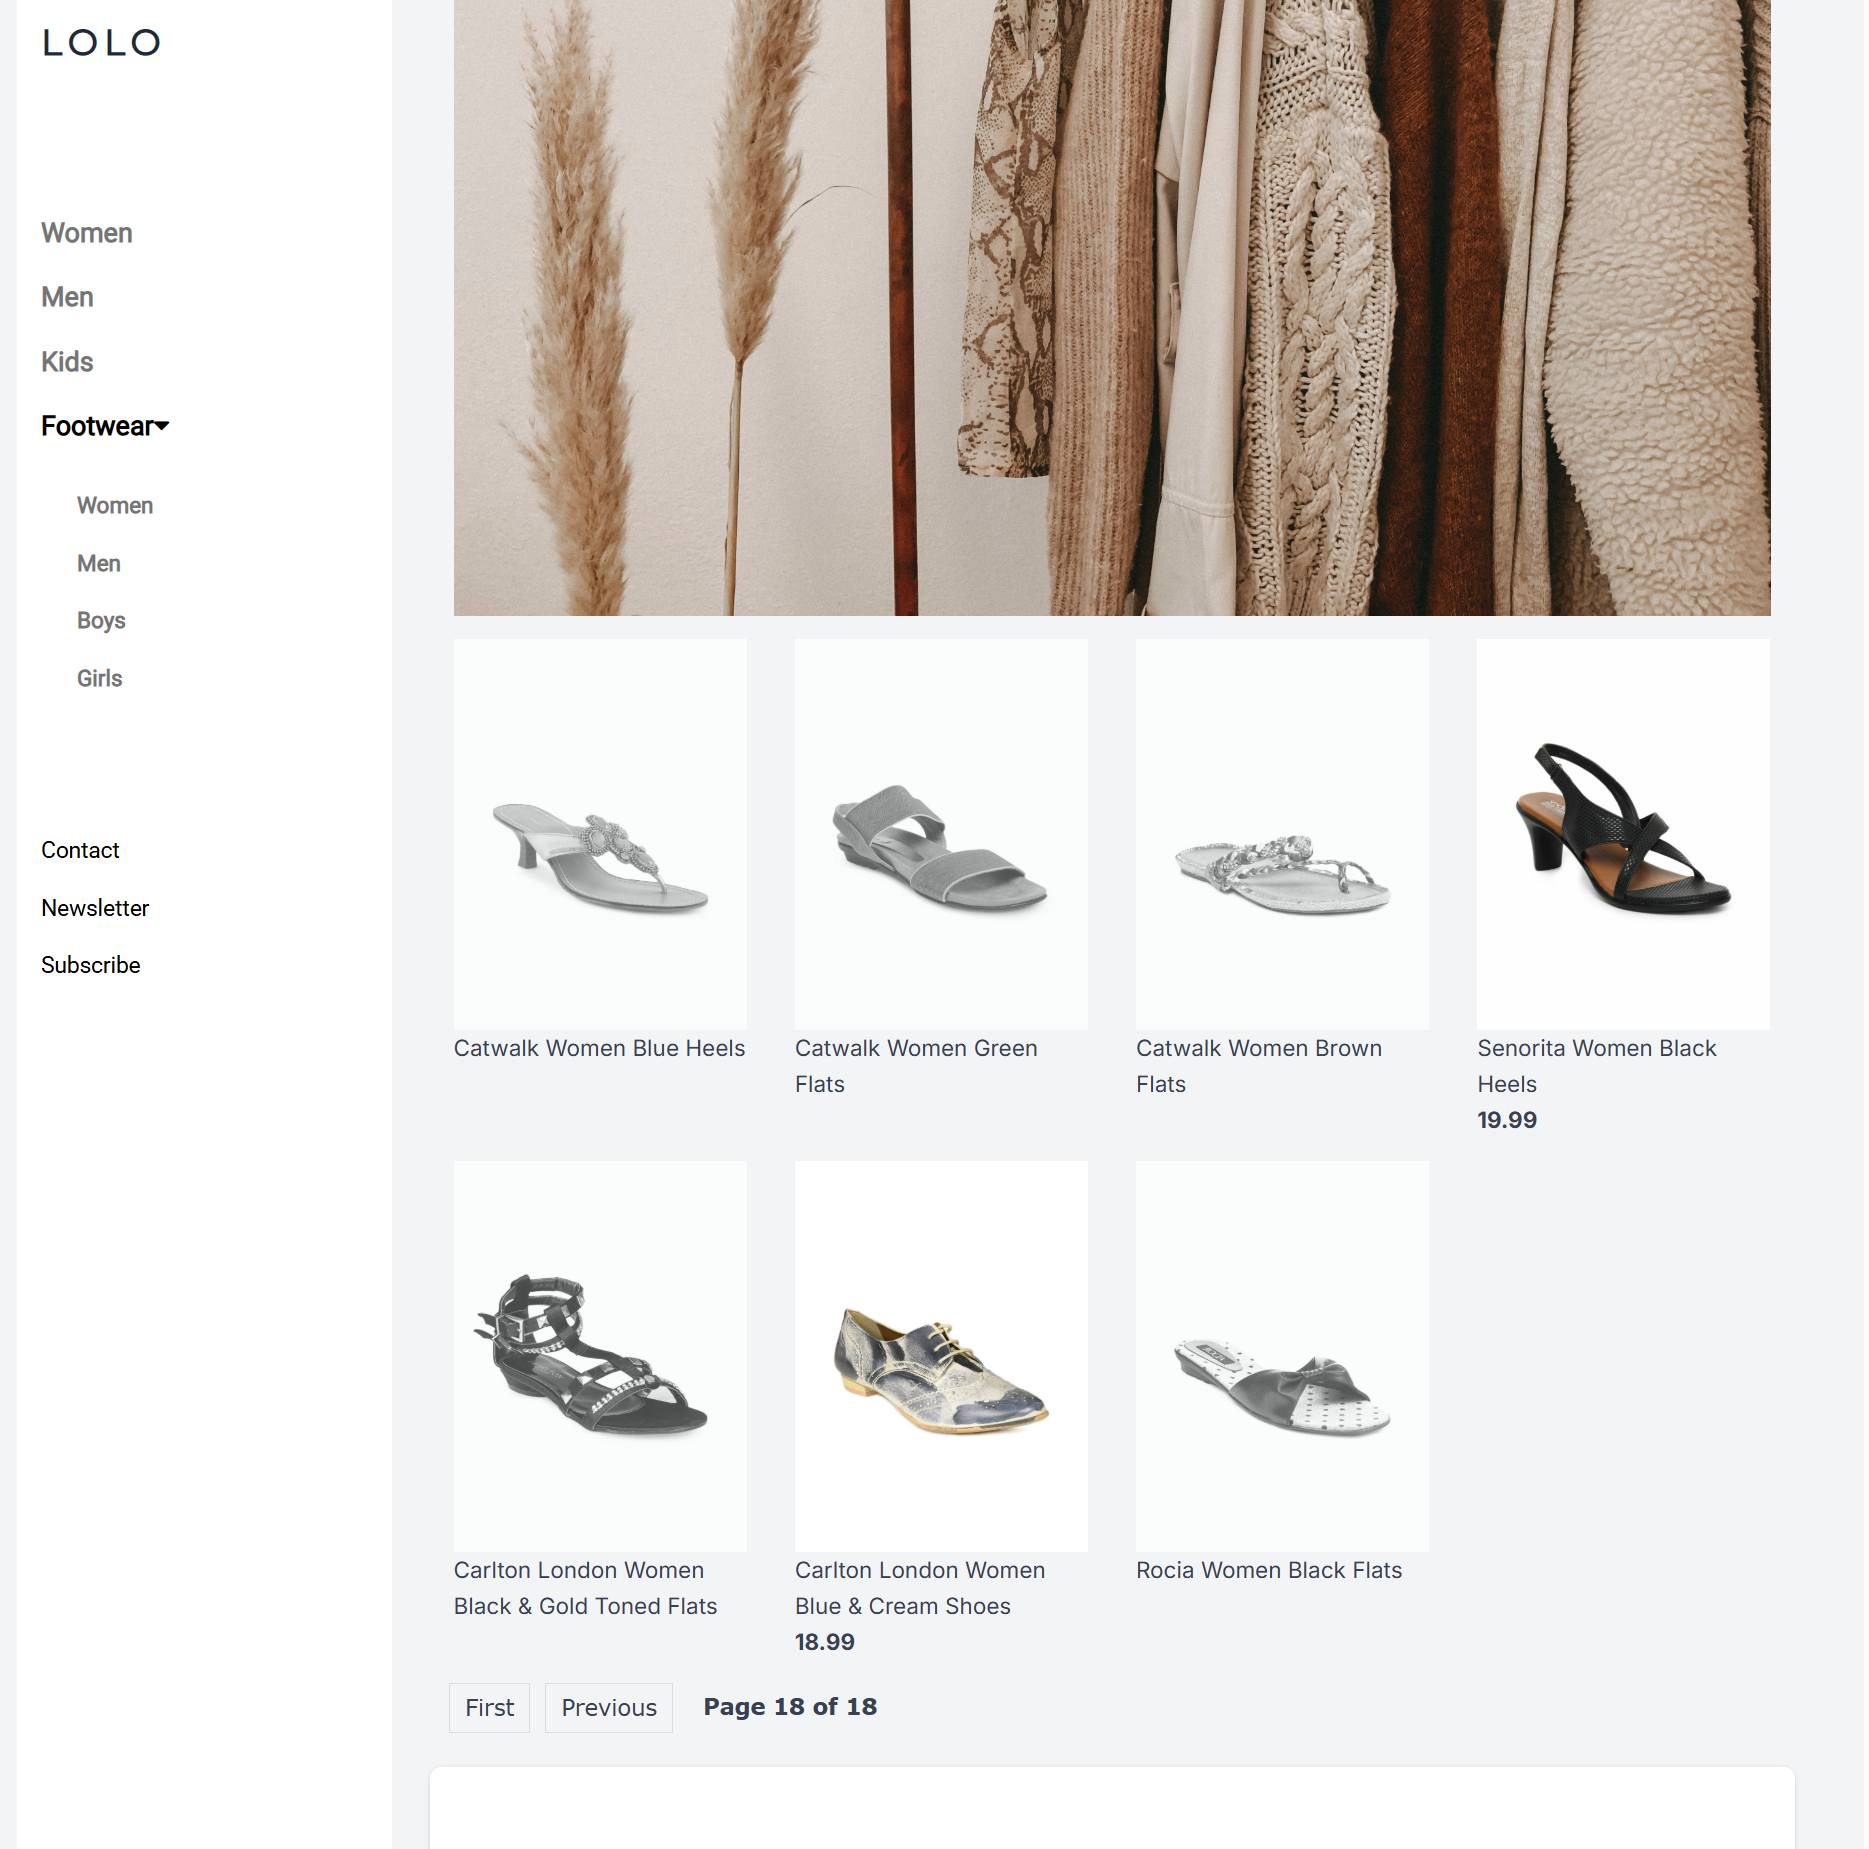 LOLO
Women
Men
Kids
Footwear
Women
Men
Boys
Girls
Contact
Newsletter
Subscribe
Catwalk Women Blue Heels
Catwalk Women Green
Flats
Catwalk Women Brown
Flats
Senorita Women Black
Heels
19.99
Carlton London Women
Black & Gold Toned Flats
Carlton London Women
Blue & Cream Shoes
18.99
Rocia Women Black Flats
First
Previous
Page 18 of 18